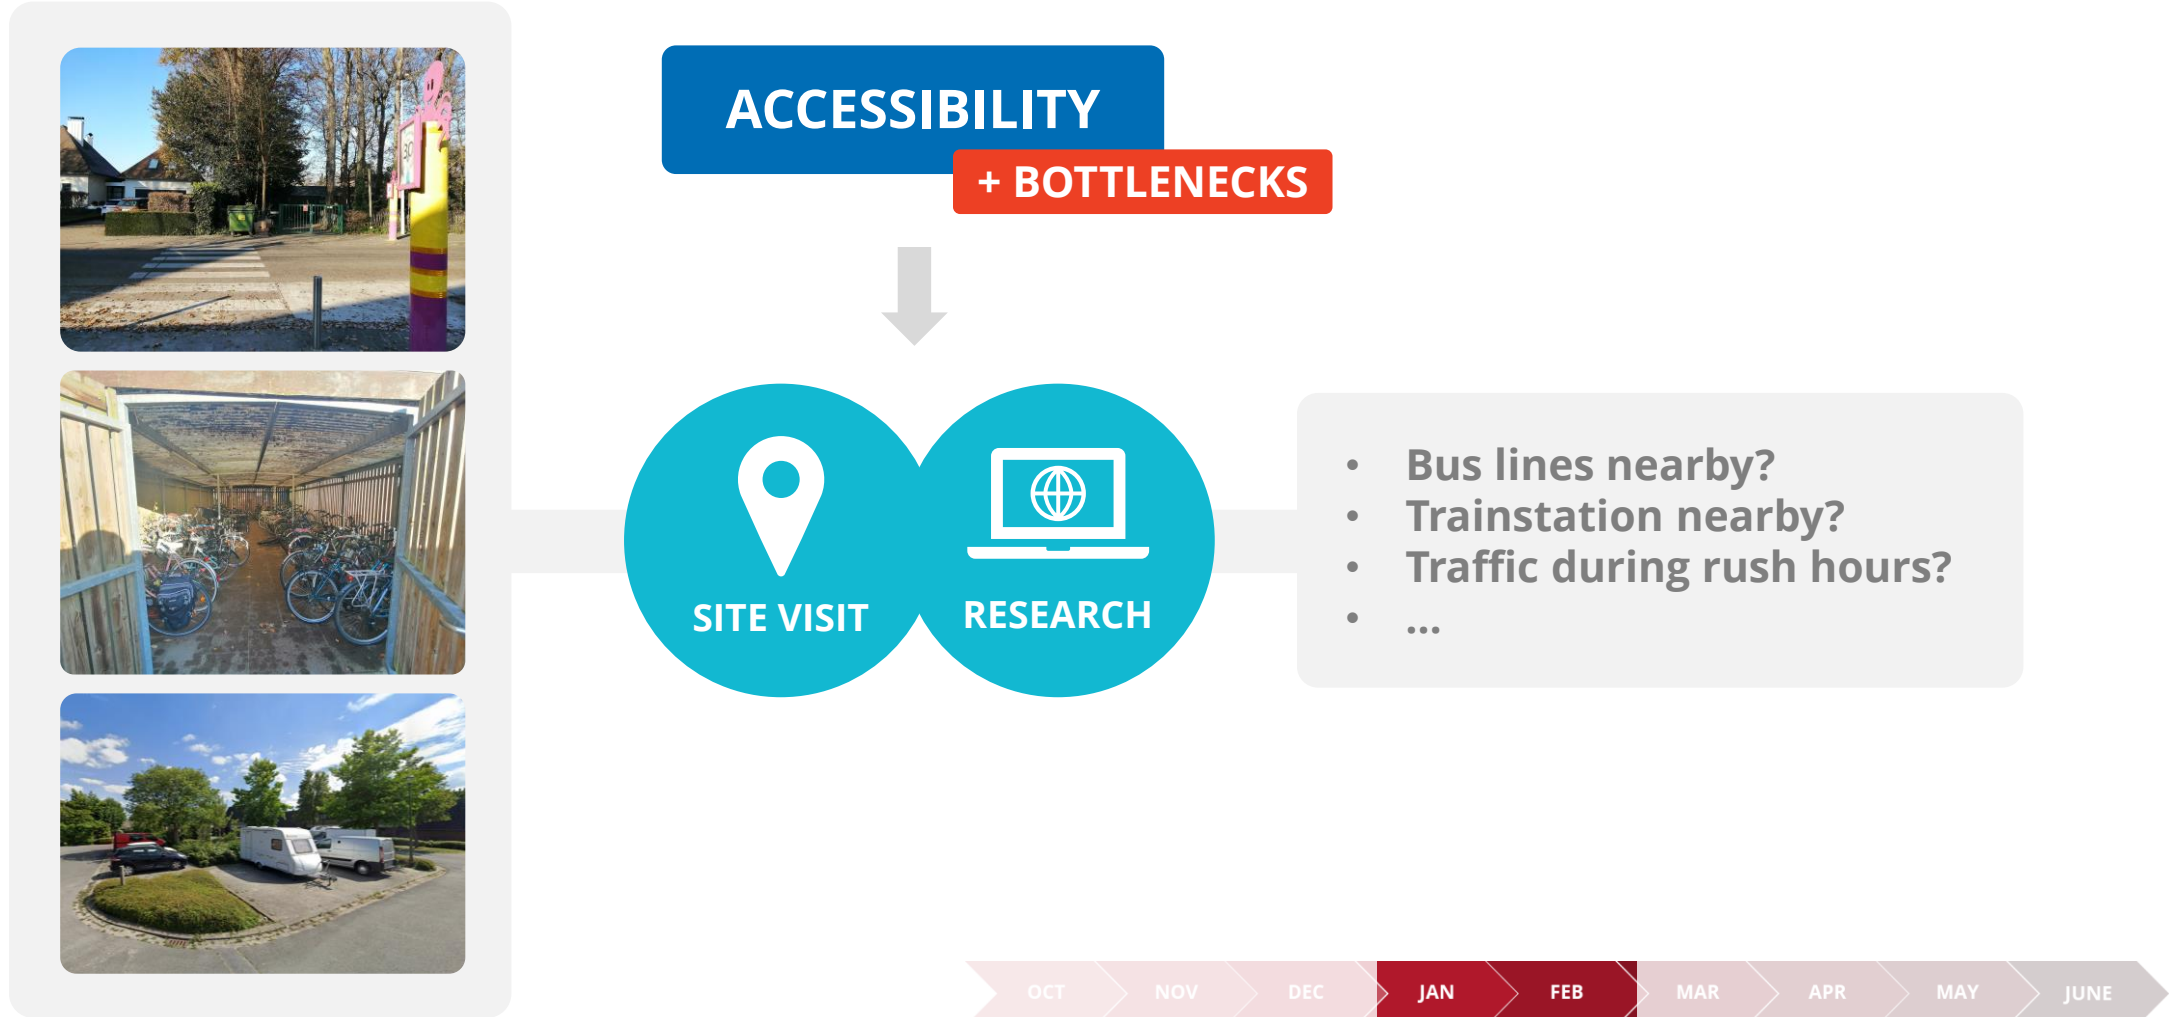 ACCESSIBILITY
+ BOTTLENECKS
30
SITE VISIT
RESEARCH
• Bus lines nearby?
• Trainstation nearby?
• Traffic during rush hours?
• ...
OCT NOV DEC JAN FEB MAR APR MAY JUNE